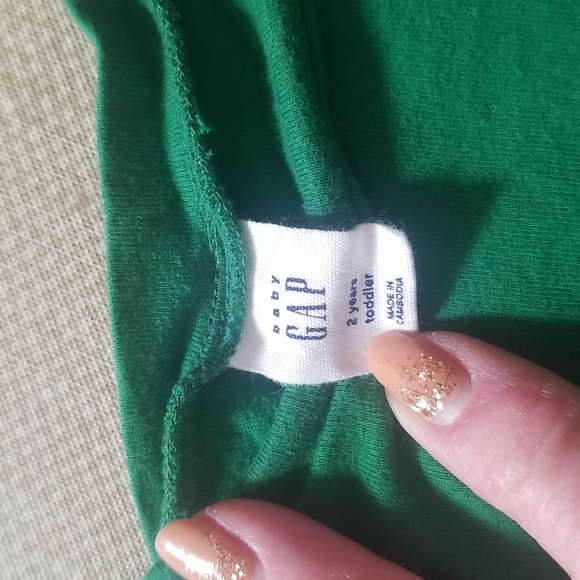 baby
GAP
2 years
toddler
MADE IN
CAMBODIA